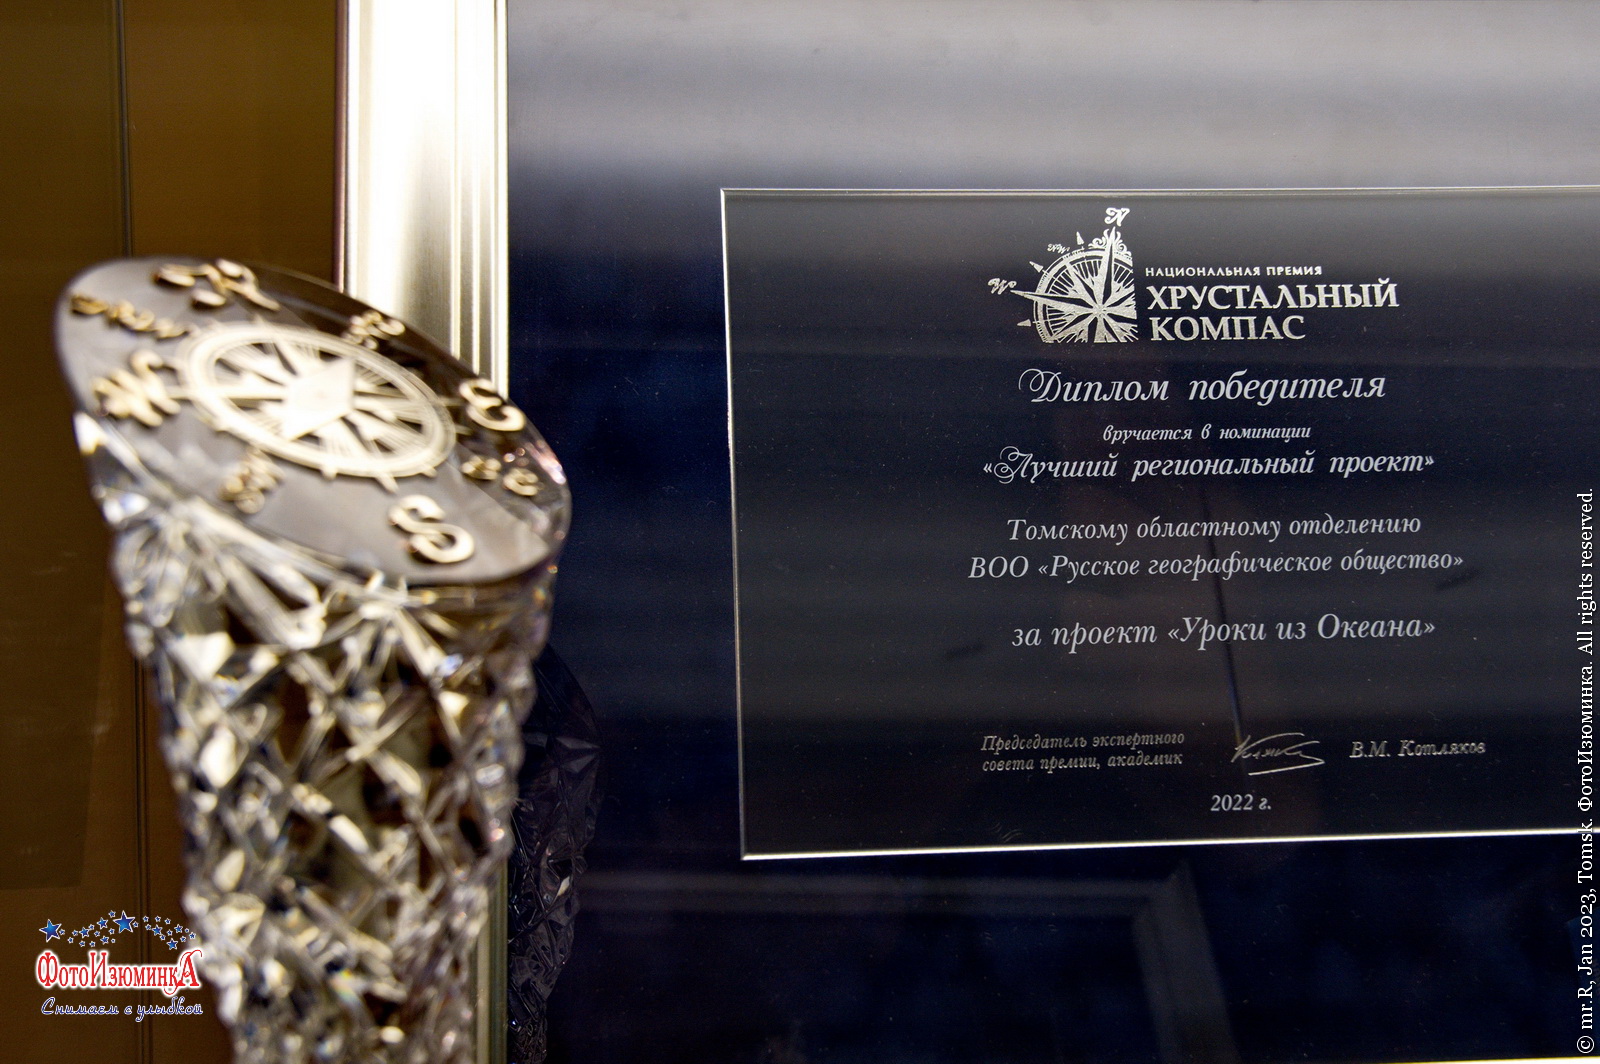 N
NW
W
НАЦИОНАЛЬНАЯ ПРЕМИЯ
ХРУСТАЛЬНЫЙ
КОМПАС
Диплом победителя
вручается в номинации
«Лучший региональный проект»
Томскому областному отделению
ВОО «Русское географическое общество»
за проект «Уроки из Океана»
Председатель экспертного
совета премии, академик
В.М. Котляков
2022 г.
N
W
E
SE
S
ФотоИзюминкА
Снимаем с улыбкой
© mr.R, Jan 2023, Tomsk. ФотоИзюминка. All rights reserved.